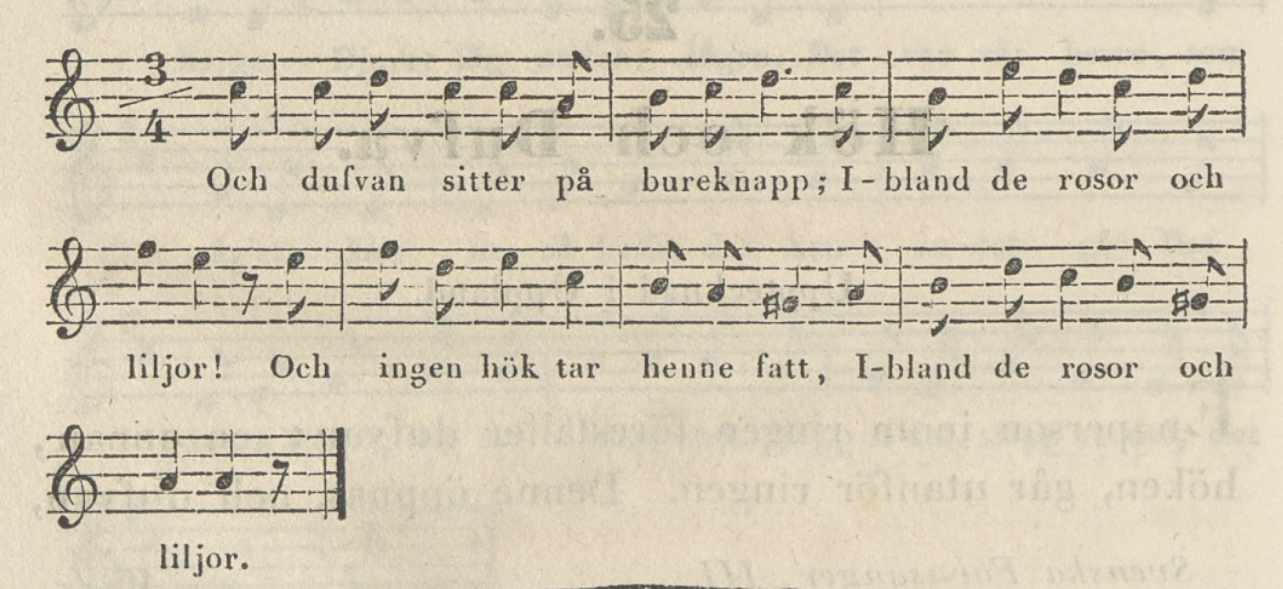 3
4
Och dufvan sitter på bureknapp; I-bland de rosor och
liljor! Och ingen hök tar henne fatt, I-bland de rosor och
liljor.